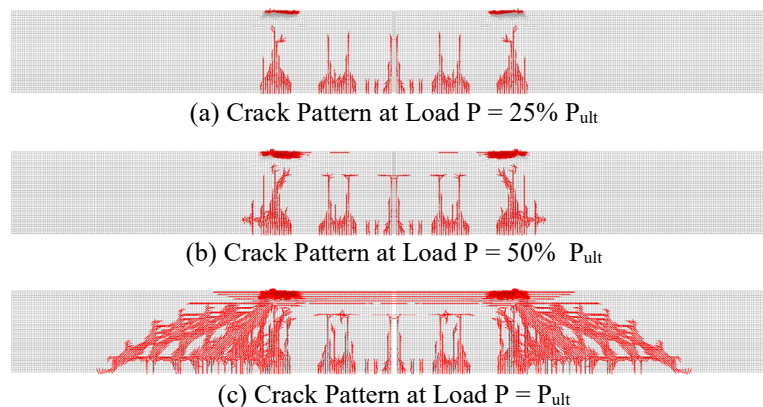 (a) Crack Pattern at Load P = 25% Pult
(b) Crack Pattern at Load P = 50% Pult
(c) Crack Pattern at Load P = Pult